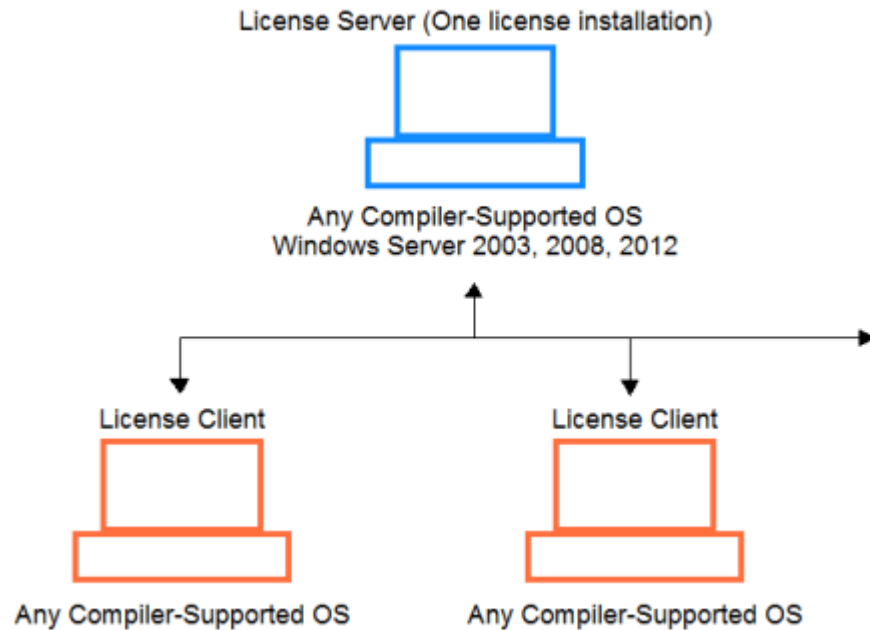 License Server (One license installation)
Any Compiler-Supported OS
Windows Server 2003, 2008, 2012
License Client
License Client
Any Compiler-Supported OS
Any Compiler-Supported OS